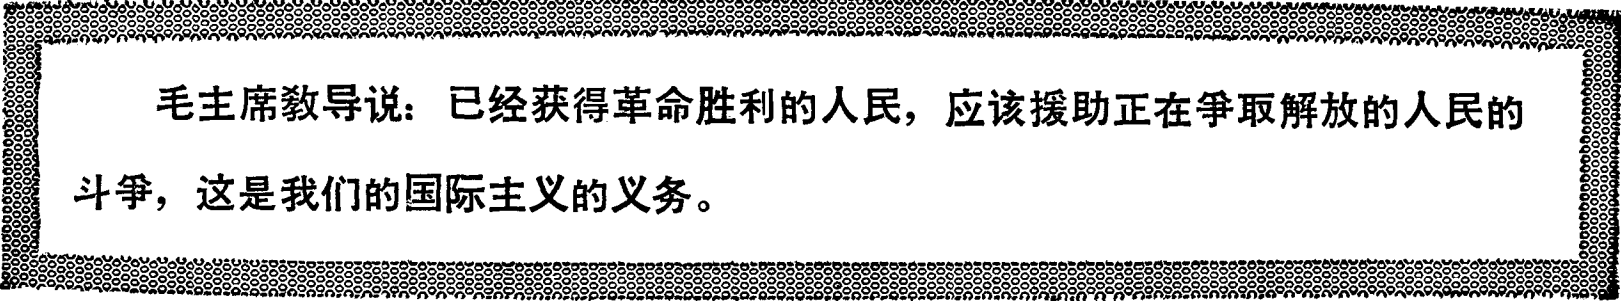 毛主席教导说：已经获得革命胜利的人民，应该援助正在爭取解放的人民的
斗爭，这是我们的国际主义的义务。